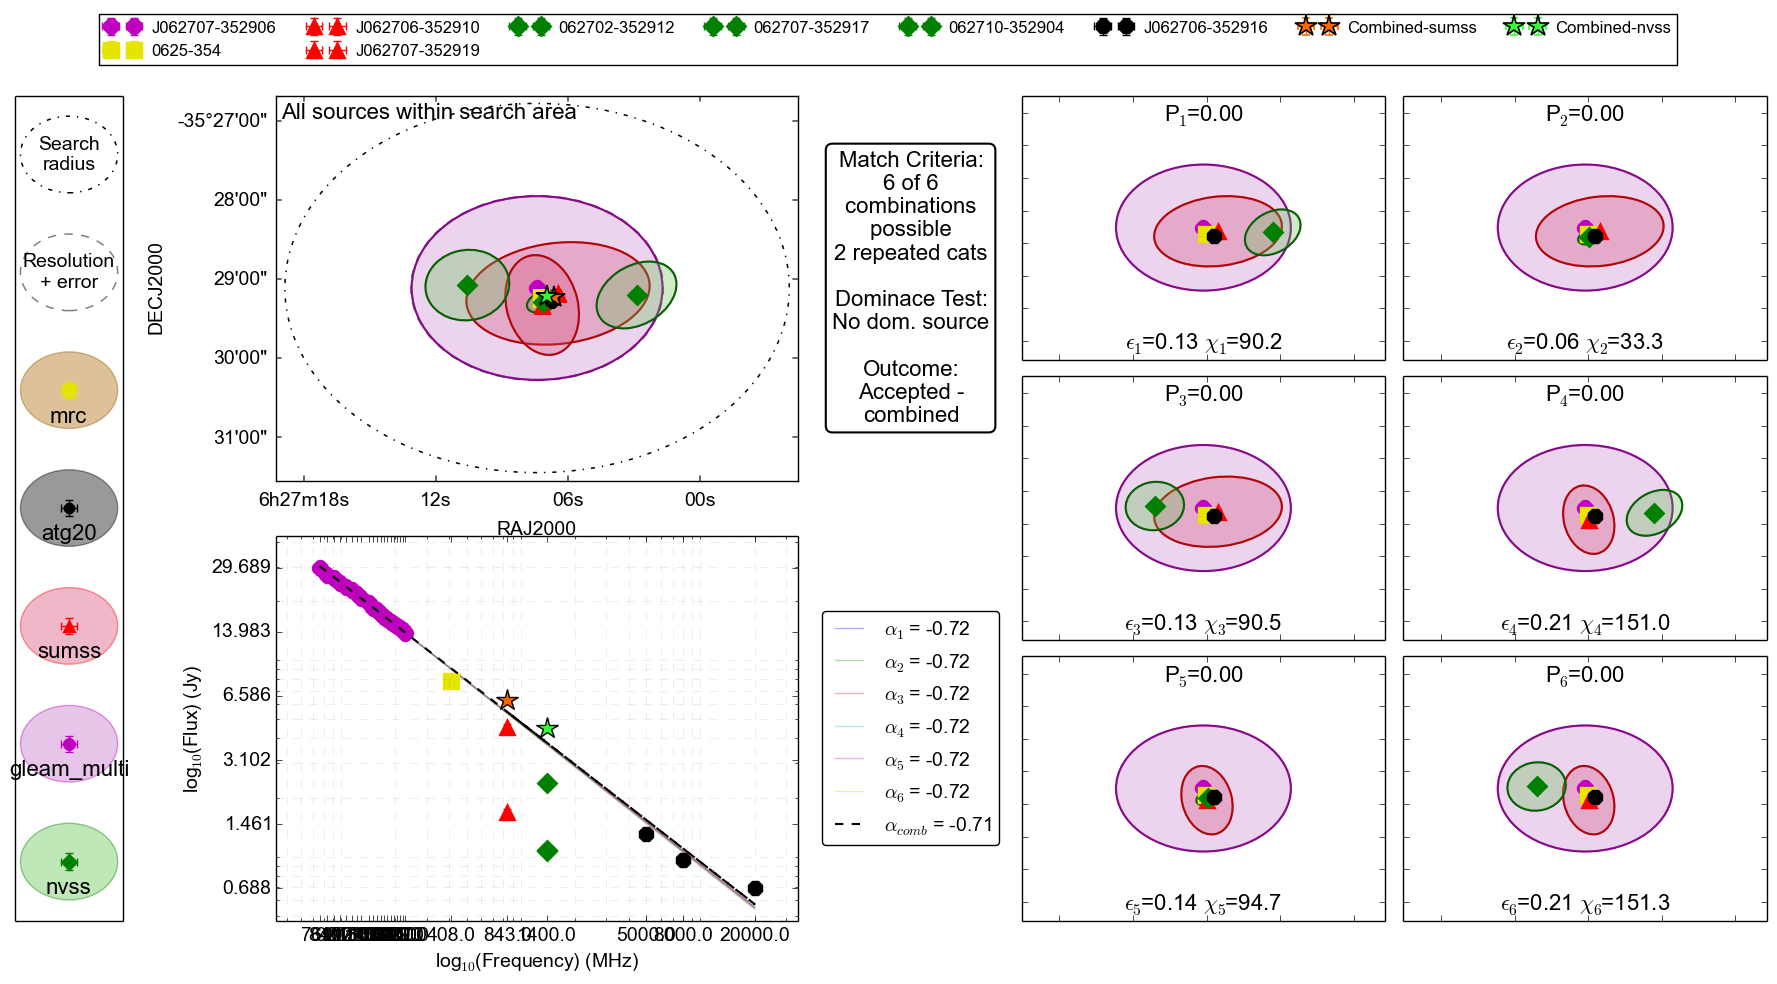 J062707-352906
J062706-352910
062702-352912
062707-352917
062710-352904
J062706-352916
Combined-sumss
Combined-nvss
0625-354
J062707-352919
Search
radius
Resolution
+ error
mrc
atg20
sumss
gleam_multi
nvss
All sources within search area
-35°27'00"
28'00"
29'00"
30'00"
31'00"
DECJ2000
6h27m18s
12s
06s
00s
RAJ2000
Match Criteria:
6 of 6
combinations
possible
2 repeated cats
Dominace Test:
No dom. source
Outcome:
Accepted -
combined
29.689
13.983
6.586
3.102
1.461
0.688
log10(Flux) (Jy)
408.0
843.0
1400.0
5000.0
8000.0
20000.0
log10(Frequency) (MHz)
α1 = -0.72
α2 = -0.72
α3 = -0.72
α4 = -0.72
α5 = -0.72
α6 = -0.72
αcomb = -0.71
P1=0.00
ϵ1=0.13 χ1=90.2
P2=0.00
ϵ2=0.06 χ2=33.3
P3=0.00
ϵ3=0.13 χ3=90.5
P4=0.00
ϵ4=0.21 χ4=151.0
P5=0.00
ϵ5=0.14 χ5=94.7
P6=0.00
ϵ6=0.21 χ6=151.3